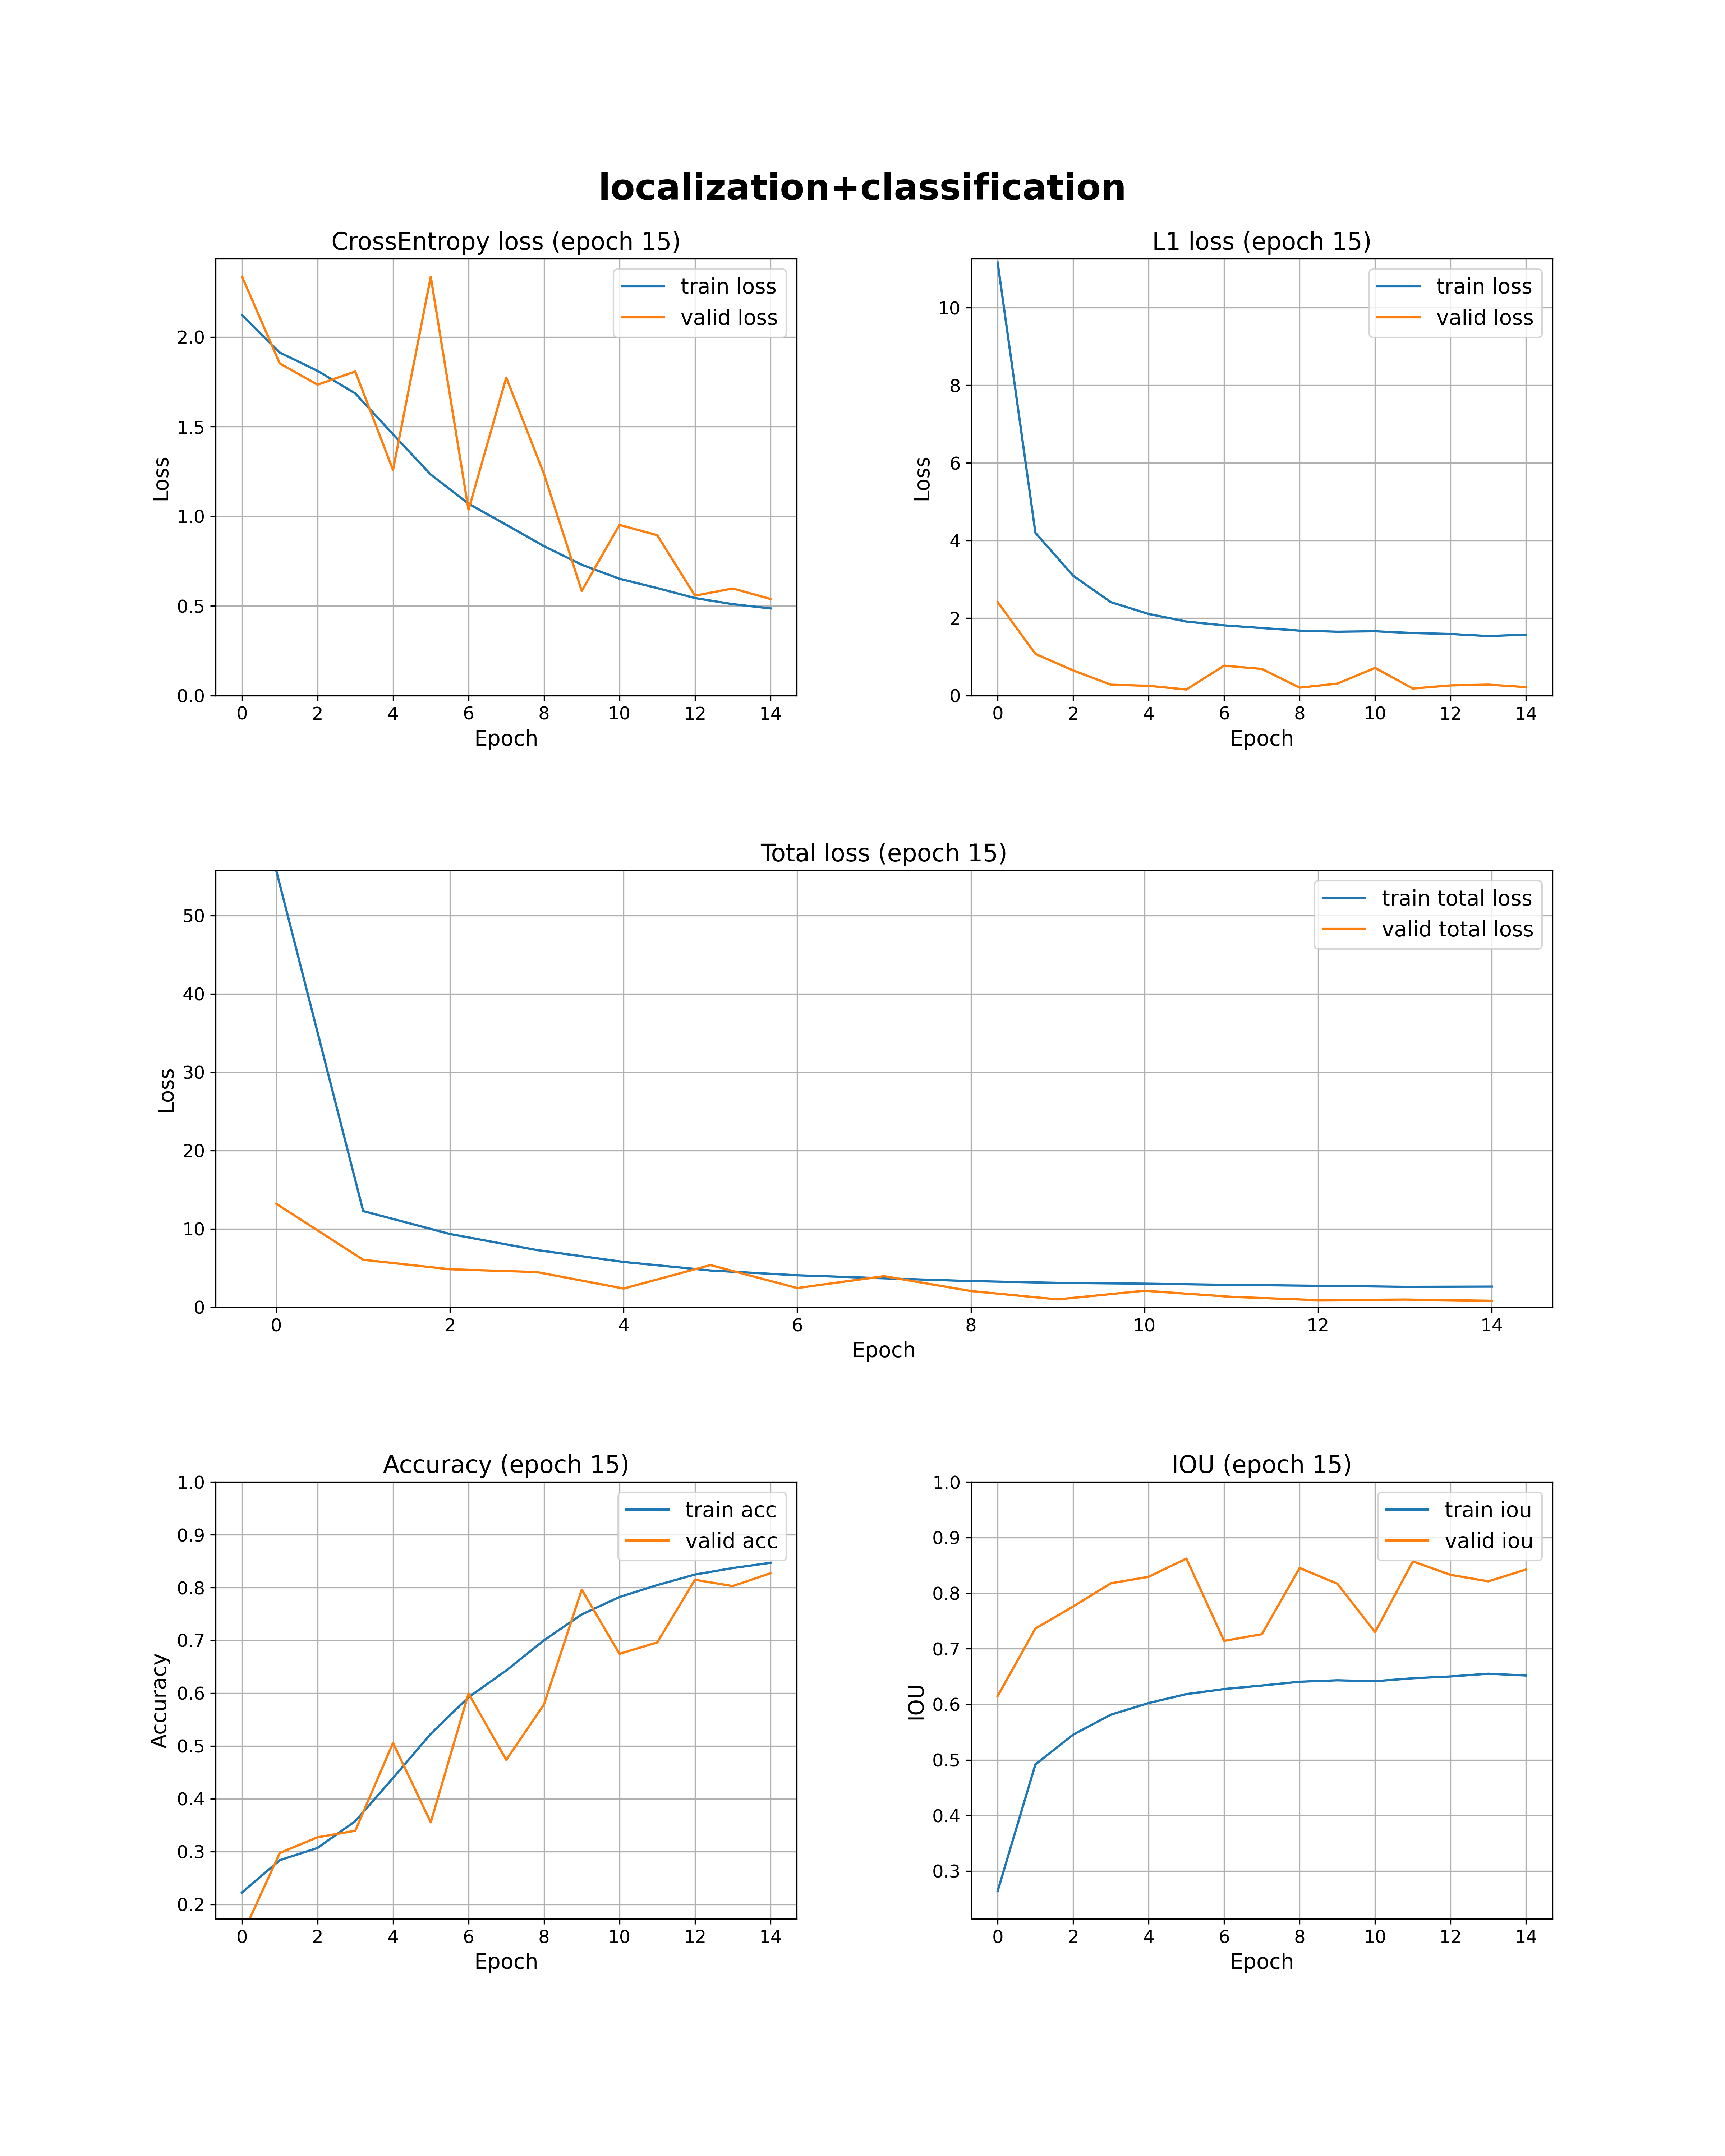 localization+classification
CrossEntropy loss (epoch 15)
train loss
valid loss
2.0
1.5
1.0
0.5
0.0
Loss
0 2 4 6 8 10 12 14
Epoch
L1 loss (epoch 15)
train loss
valid loss
10
8
6
4
2
0
Loss
0 2 4 6 8 10 12 14
Epoch
Total loss (epoch 15)
train total loss
valid total loss
50
40
30
20
10
0
Loss
0 2 4 6 8 10 12 14
Epoch
Accuracy (epoch 15)
train acc
valid acc
1.0
0.9
0.8
0.7
0.6
0.5
0.4
0.3
0.2
Accuracy
0 2 4 6 8 10 12 14
Epoch
IOU (epoch 15)
train iou
valid iou
1.0
0.9
0.8
0.7
0.6
0.5
0.4
0.3
IOU
0 2 4 6 8 10 12 14
Epoch